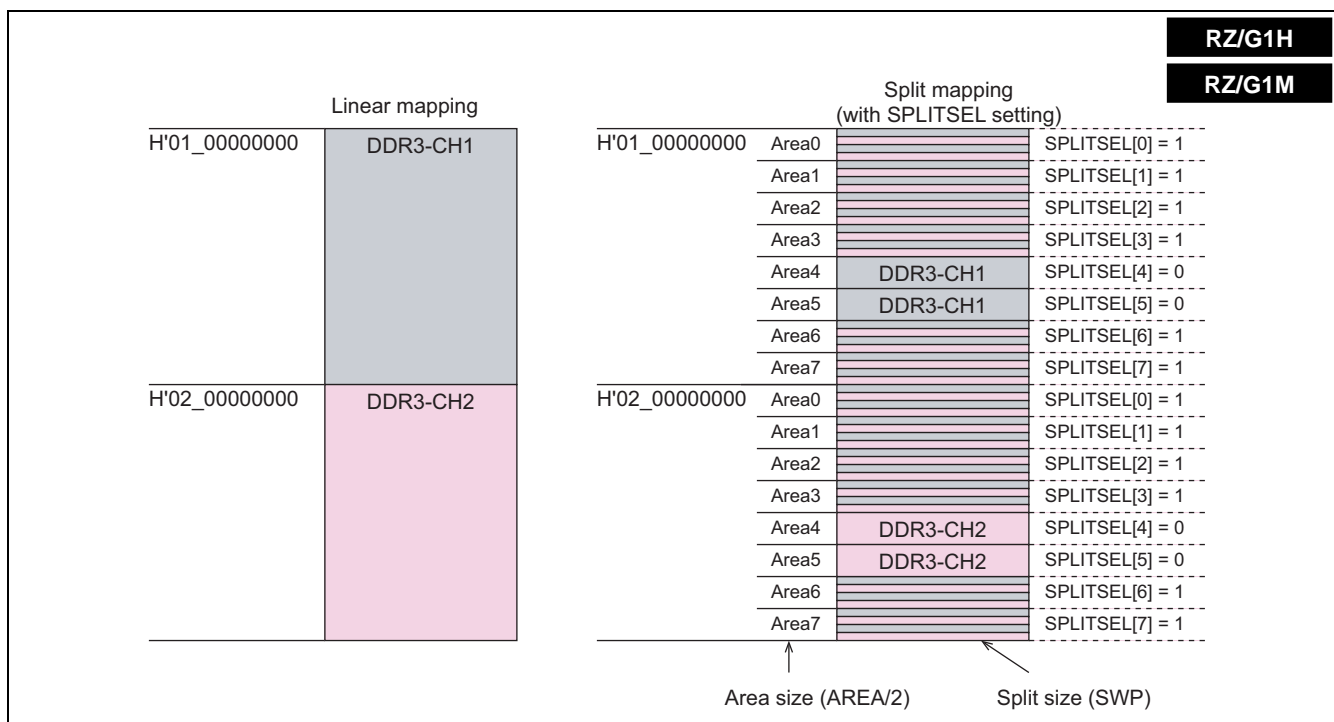 RZ/G1H
RZ/G1M
Linear mapping
H'01_00000000
DDR3-CH1
H'02_00000000
DDR3-CH2
Split mapping
(with SPLITSEL setting)
H'01_00000000 Area0 SPLITSEL[0] = 1
Area1 SPLITSEL[1] = 1
Area2 SPLITSEL[2] = 1
Area3 SPLITSEL[3] = 1
Area4 DDR3-CH1 SPLITSEL[4] = 0
Area5 DDR3-CH1 SPLITSEL[5] = 0
Area6 SPLITSEL[6] = 1
Area7 SPLITSEL[7] = 1
H'02_00000000 Area0 SPLITSEL[0] = 1
Area1 SPLITSEL[1] = 1
Area2 SPLITSEL[2] = 1
Area3 SPLITSEL[3] = 1
Area4 DDR3-CH2 SPLITSEL[4] = 0
Area5 DDR3-CH2 SPLITSEL[5] = 0
Area6 SPLITSEL[6] = 1
Area7 SPLITSEL[7] = 1
Area size (AREA/2) Split size (SWP)